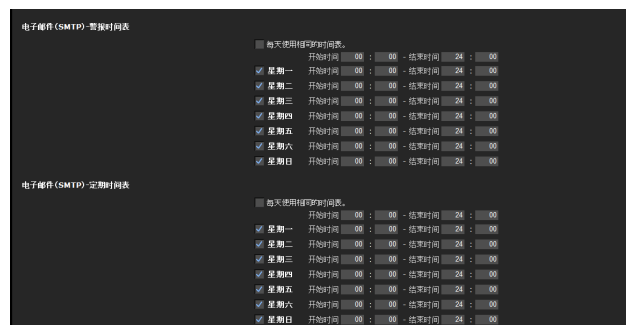 电子邮件(SMTP)-警报时间表
每天使用相同的时间表。
开始时间 00 : 00 - 结束时间 24 : 00
星期一 开始时间 00 : 00 - 结束时间 24 : 00
星期二 开始时间 00 : 00 - 结束时间 24 : 00
星期三 开始时间 00 : 00 - 结束时间 24 : 00
星期四 开始时间 00 : 00 - 结束时间 24 : 00
星期五 开始时间 00 : 00 - 结束时间 24 : 00
星期六 开始时间 00 : 00 - 结束时间 24 : 00
星期日 开始时间 00 : 00 - 结束时间 24 : 00
电子邮件(SMTP)-定期时间表
每天使用相同的时间表。
开始时间 00 : 00 - 结束时间 24 : 00
星期一 开始时间 00 : 00 - 结束时间 24 : 00
星期二 开始时间 00 : 00 - 结束时间 24 : 00
星期三 开始时间 00 : 00 - 结束时间 24 : 00
星期四 开始时间 00 : 00 - 结束时间 24 : 00
星期五 开始时间 00 : 00 - 结束时间 24 : 00
星期六 开始时间 00 : 00 - 结束时间 24 : 00
星期日 开始时间 00 : 00 - 结束时间 24 : 00